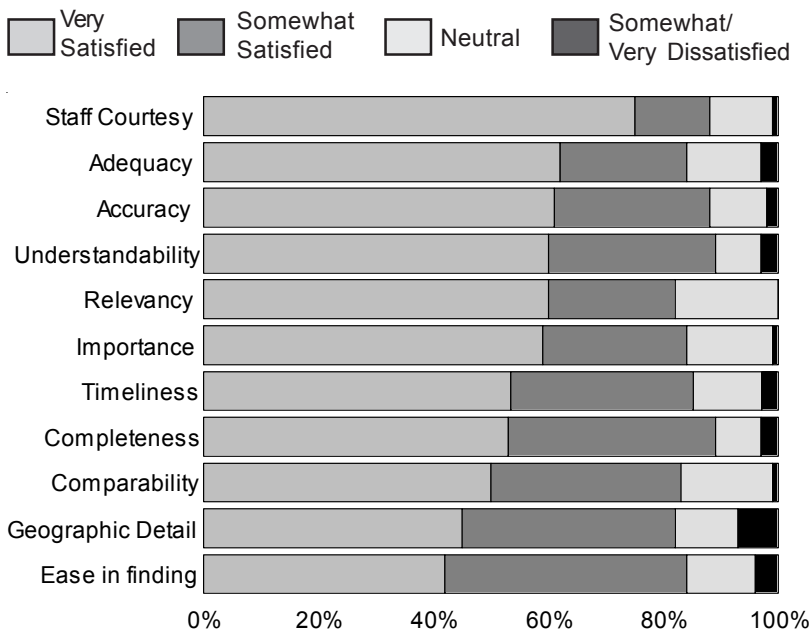 Very
Satisfied
Somewhat
Satisfied
Neutral
Somewhat/
Very Dissatisfied
Staff Courtesy
Adequacy
Accuracy
Understandability
Relevancy
Importance
Timeliness
Completeness
Comparability
Geographic Detail
Ease in finding
0% 20% 40% 60% 80% 100%